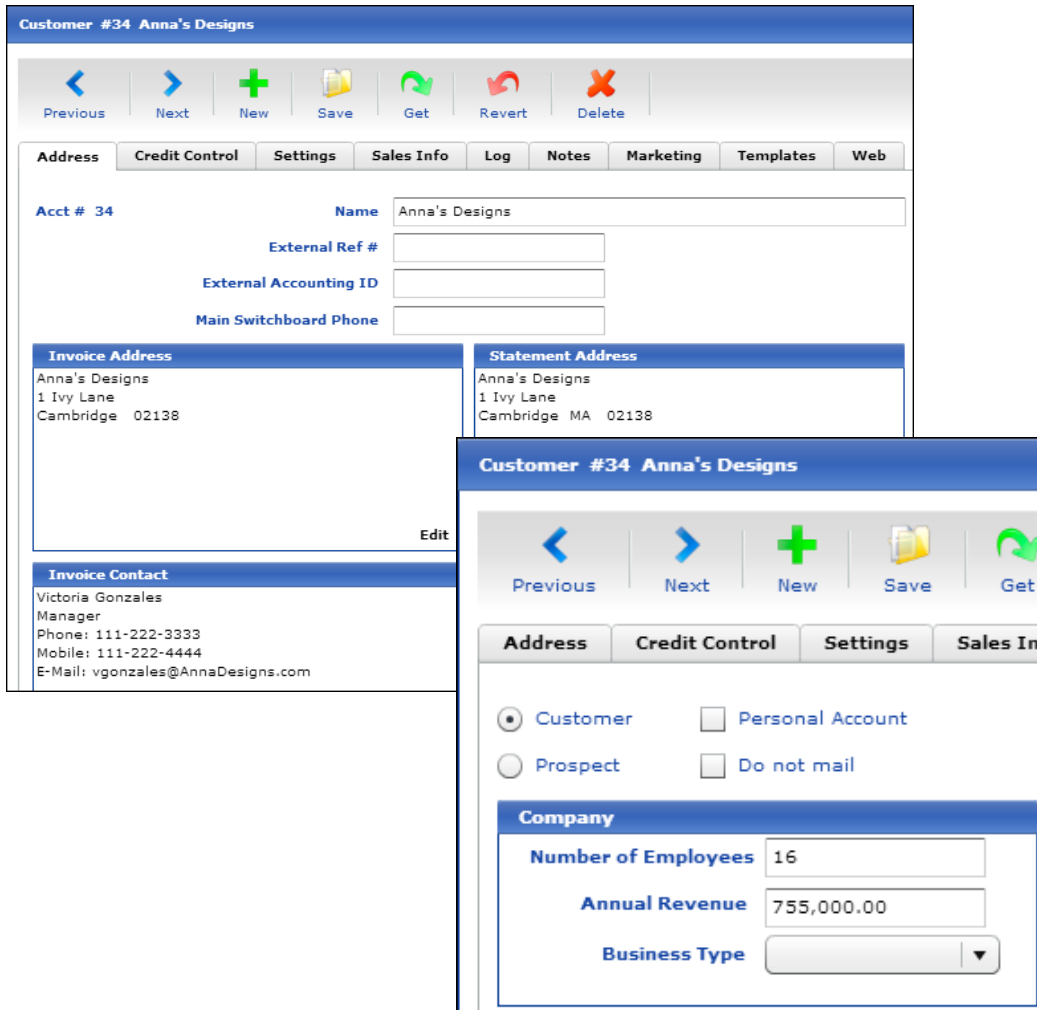 Customer #34 Anna's Designs
Previous Next New Save Get Revert Delete
Address Credit Control Settings Sales Info Log Notes Marketing Templates Web
Acct # 34 Name Anna's Designs
External Ref #
External Accounting ID
Main Switchboard Phone
Invoice Address
Anna's Designs
1 Ivy Lane
Cambridge 02138
Edit
Statement Address
Anna's Designs
1 Ivy Lane
Cambridge MA 02138
Invoice Contact
Victoria Gonzales
Manager
Phone: 111-222-3333
Mobile: 111-222-4444
E-Mail: vgonzales@AnnaDesigns.com
Customer #34 Anna's Designs
Previous Next New Save Get
Address Credit Control Settings Sales In
Customer Personal Account
Prospect Do not mail
Company
Number of Employees 16
Annual Revenue 755,000.00
Business Type